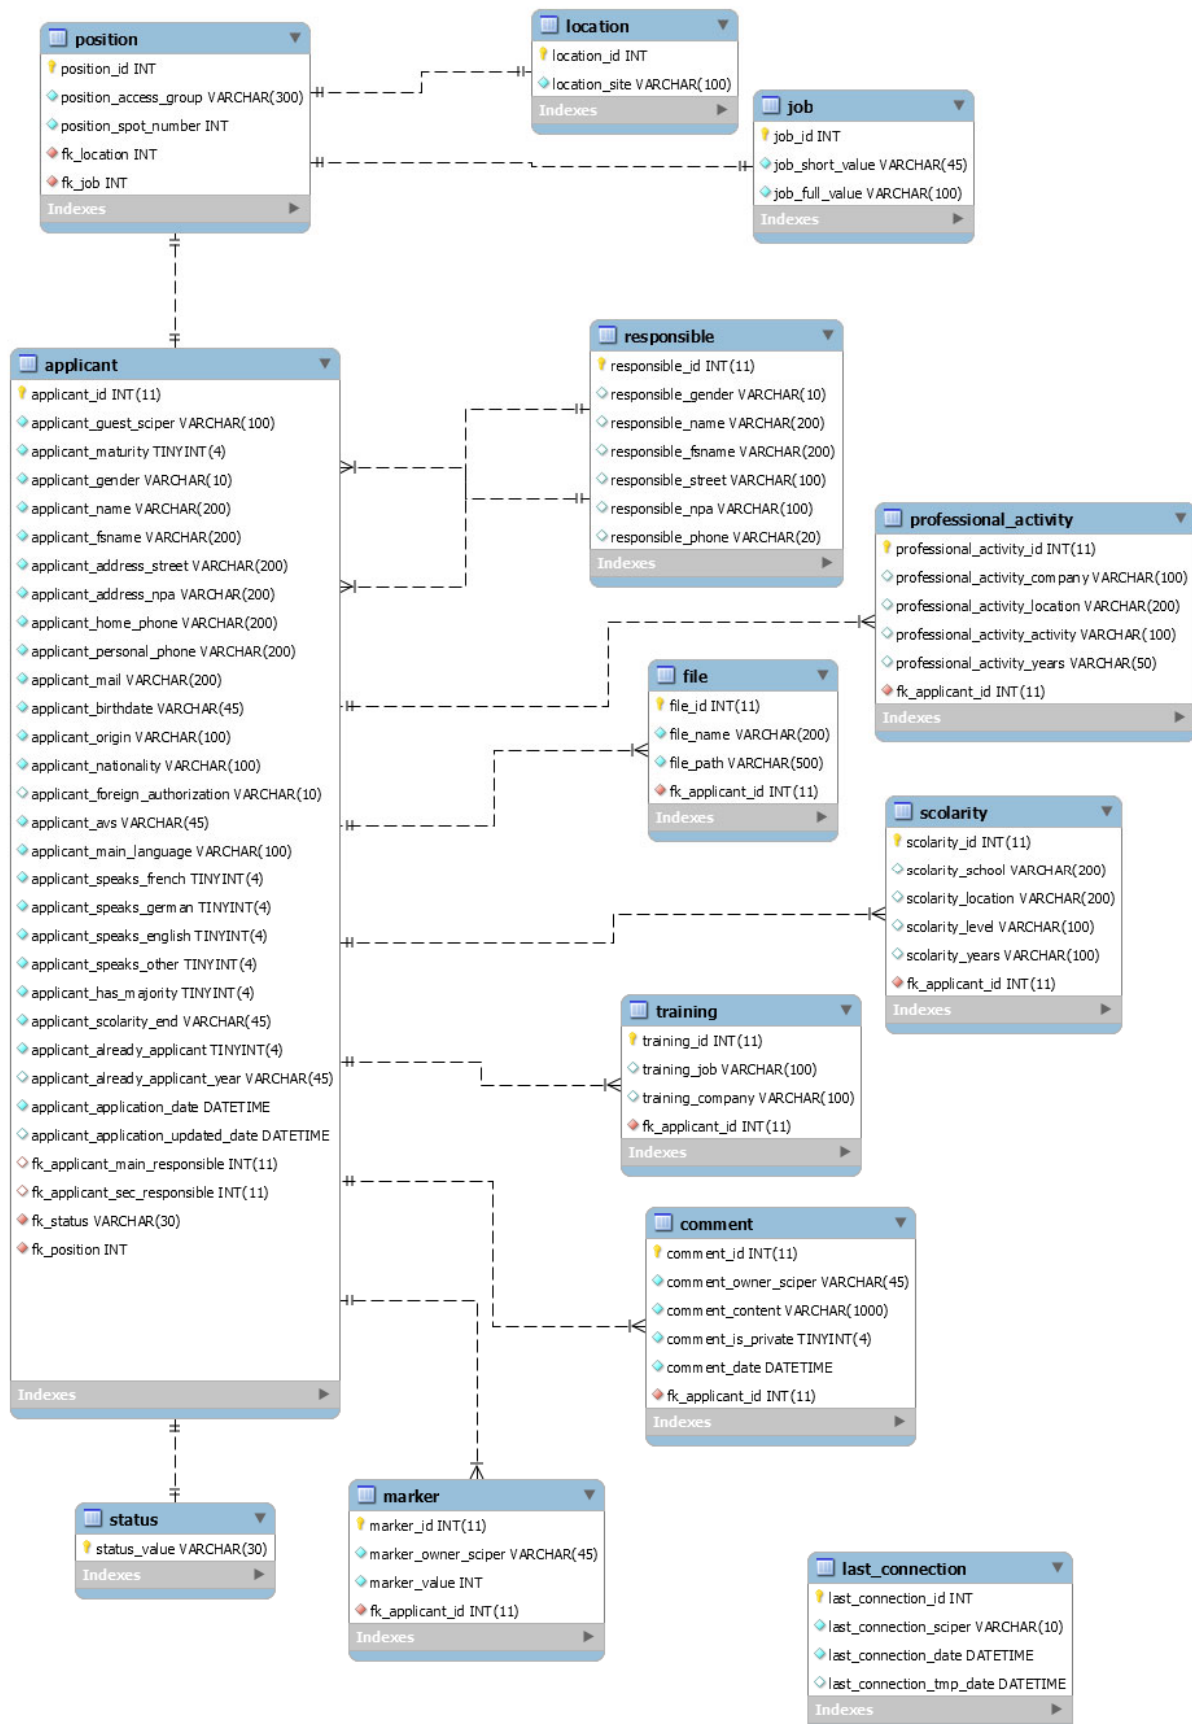 position
position_id INT
position_access_group VARCHAR(300)
position_spot_number INT
fk_location INT
fk_job INT
Indexes
location
location_id INT
location_site VARCHAR(100)
Indexes
job
job_id INT
job_short_value VARCHAR(45)
job_full_value VARCHAR(100)
Indexes
applicant
applicant_id INT(11)
applicant_guest_sciper VARCHAR(100)
applicant_maturity TINYINT(4)
applicant_gender VARCHAR(10)
applicant_name VARCHAR(200)
applicant_fsname VARCHAR(200)
applicant_address_street VARCHAR(200)
applicant_address_npa VARCHAR(200)
applicant_home_phone VARCHAR(200)
applicant_personal_phone VARCHAR(200)
applicant_mail VARCHAR(200)
applicant_birthdate VARCHAR(45)
applicant_origin VARCHAR(100)
applicant_nationality VARCHAR(100)
applicant_foreign_authorization VARCHAR(10)
applicant_avs VARCHAR(45)
applicant_main_language VARCHAR(100)
applicant_speaks_french TINYINT(4)
applicant_speaks_german TINYINT(4)
applicant_speaks_english TINYINT(4)
applicant_speaks_other TINYINT(4)
applicant_has_majority TINYINT(4)
applicant_scolarity_end VARCHAR(45)
applicant_already_applicant TINYINT(4)
applicant_already_applicant_year VARCHAR(45)
applicant_application_date DATETIME
applicant_application_updated_date DATETIME
fk_applicant_main_responsible INT(11)
fk_applicant_sec_responsible INT(11)
fk_status VARCHAR(30)
fk_position INT
Indexes
responsible
responsible_id INT(11)
responsible_gender VARCHAR(10)
responsible_name VARCHAR(200)
responsible_fsname VARCHAR(200)
responsible_street VARCHAR(100)
responsible_npa VARCHAR(100)
responsible_phone VARCHAR(20)
Indexes
professional_activity
professional_activity_id INT(11)
professional_activity_company VARCHAR(100)
professional_activity_location VARCHAR(200)
professional_activity_activity VARCHAR(100)
professional_activity_years VARCHAR(50)
fk_applicant_id INT(11)
Indexes
file
file_id INT(11)
file_name VARCHAR(200)
file_path VARCHAR(500)
fk_applicant_id INT(11)
Indexes
scolarity
scolarity_id INT(11)
scolarity_school VARCHAR(200)
scolarity_location VARCHAR(200)
scolarity_level VARCHAR(100)
scolarity_years VARCHAR(100)
fk_applicant_id INT(11)
Indexes
training
training_id INT(11)
training_job VARCHAR(100)
training_company VARCHAR(100)
fk_applicant_id INT(11)
Indexes
comment
comment_id INT(11)
comment_owner_sciper VARCHAR(45)
comment_content VARCHAR(1000)
comment_is_private TINYINT(4)
comment_date DATETIME
fk_applicant_id INT(11)
Indexes
status
status_value VARCHAR(30)
Indexes
marker
marker_id INT(11)
marker_owner_sciper VARCHAR(45)
marker_value INT
fk_applicant_id INT(11)
Indexes
last_connection
last_connection_id INT
last_connection_sciper VARCHAR(10)
last_connection_date DATETIME
last_connection_tmp_date DATETIME
Indexes